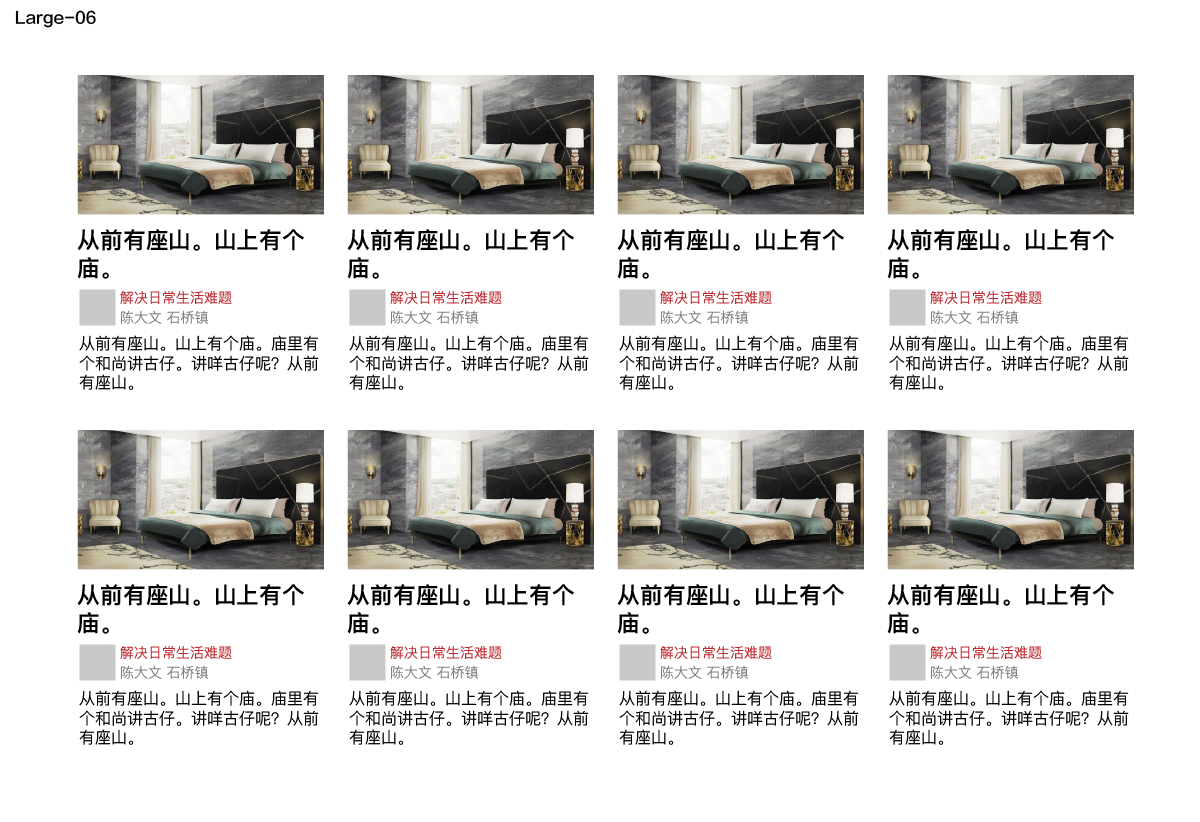 Large-06
从前有座山。山上有个
庙。
解决日常生活难题
陈大文 石桥镇
从前有座山。山上有个庙。庙里有
个和尚讲古仔。讲咩古仔呢？从前
有座山。
从前有座山。山上有个
庙。
解决日常生活难题
陈大文 石桥镇
从前有座山。山上有个庙。庙里有
个和尚讲古仔。讲咩古仔呢？从前
有座山。
从前有座山。山上有个
庙。
解决日常生活难题
陈大文 石桥镇
从前有座山。山上有个庙。庙里有
个和尚讲古仔。讲咩古仔呢？从前
有座山。
从前有座山。山上有个
庙。
解决日常生活难题
陈大文 石桥镇
从前有座山。山上有个庙。庙里有
个和尚讲古仔。讲咩古仔呢？从前
有座山。
从前有座山。山上有个
庙。
解决日常生活难题
陈大文 石桥镇
从前有座山。山上有个庙。庙里有
个和尚讲古仔。讲咩古仔呢？从前
有座山。
从前有座山。山上有个
庙。
解决日常生活难题
陈大文 石桥镇
从前有座山。山上有个庙。庙里有
个和尚讲古仔。讲咩古仔呢？从前
有座山。
从前有座山。山上有个
庙。
解决日常生活难题
陈大文 石桥镇
从前有座山。山上有个庙。庙里有
个和尚讲古仔。讲咩古仔呢？从前
有座山。
从前有座山。山上有个
庙。
解决日常生活难题
陈大文 石桥镇
从前有座山。山上有个庙。庙里有
个和尚讲古仔。讲咩古仔呢？从前
有座山。